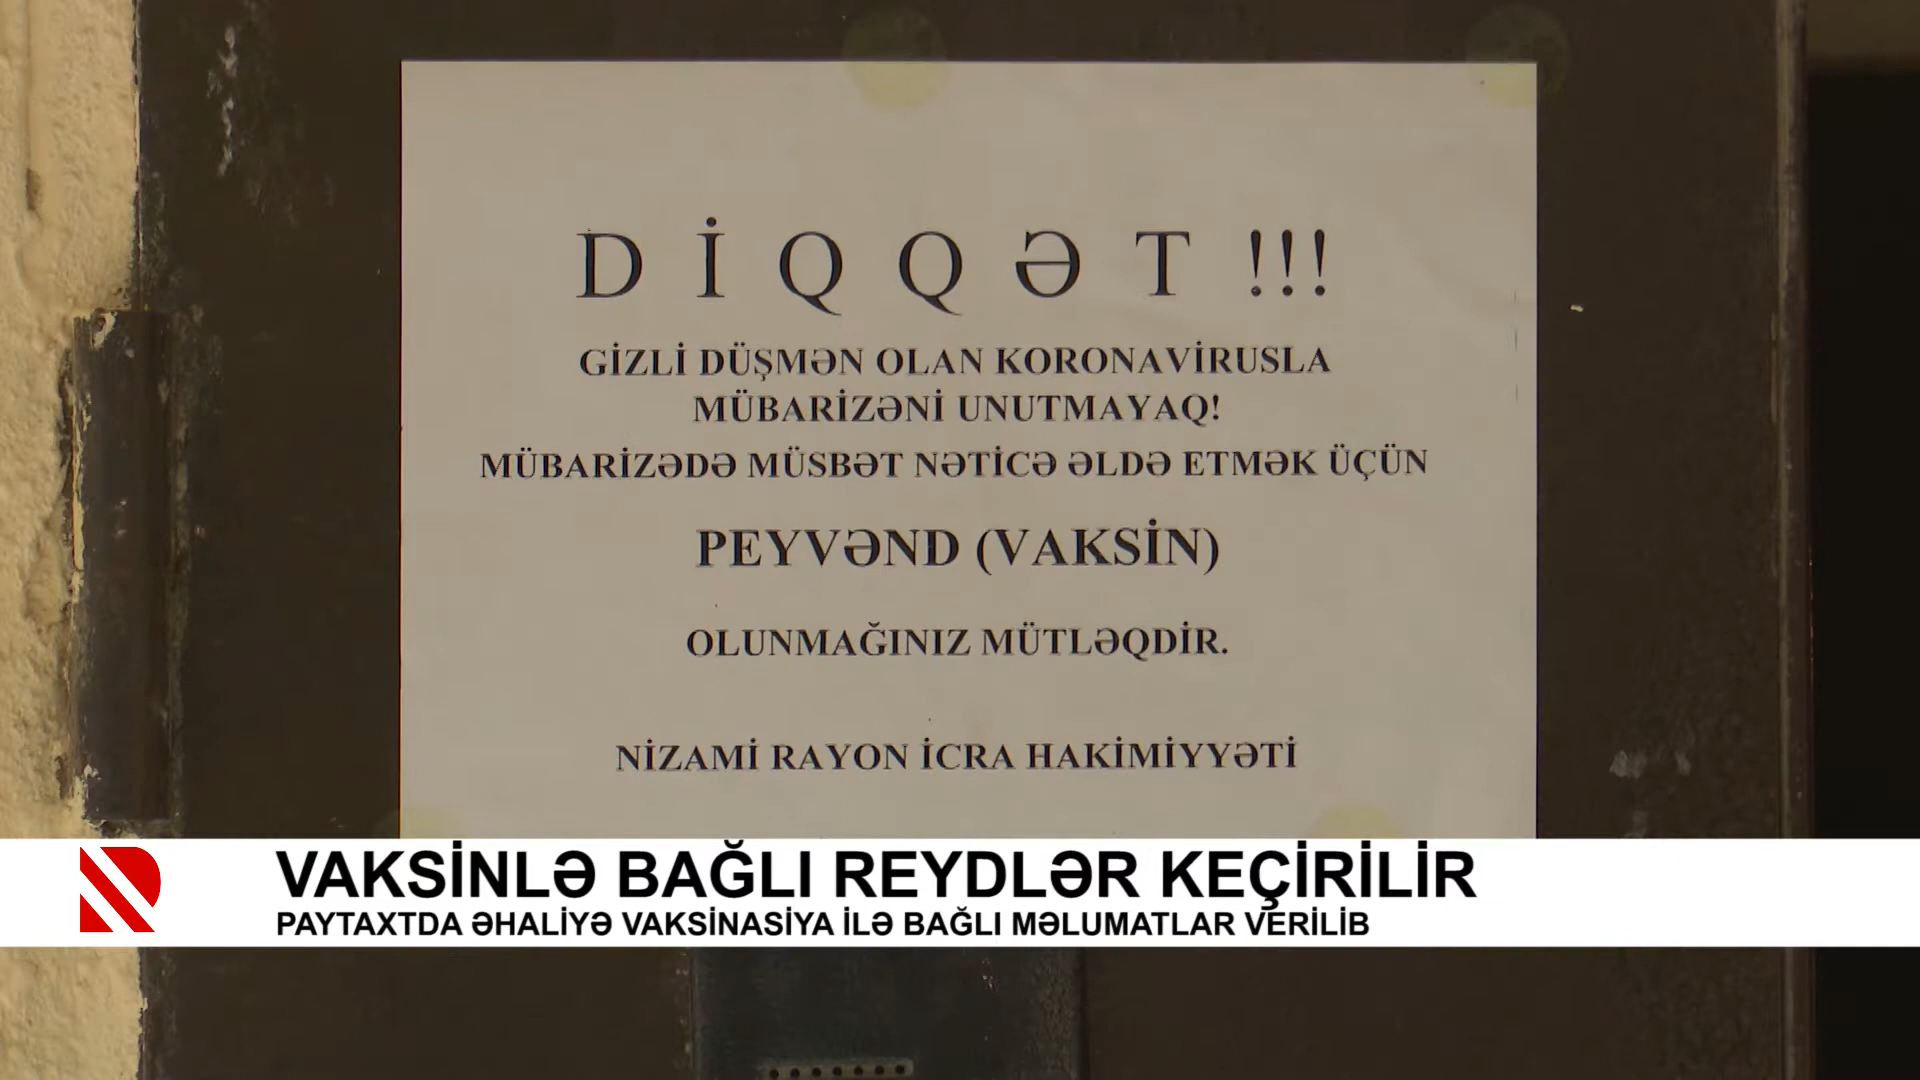 D İ Q Q Ə T !!!
GİZLİ DÜŞMƏN OLAN KORONAVİRUSLA
MÜBARİZƏNİ UNUTMAYAQ!
MÜBARİZƏDƏ MÜSBƏT NƏTİCƏ ƏLDƏ ETMƏK ÜÇÜN
PEYVƏND (VAKSİN)
OLUNMAĞINIZ MÜTLƏQDİR.
NİZAMİ RAYON İCRA HAKİMİYYƏTİ
VAKSİNLƏ BAĞLI REYDLƏR KEÇİRİLİR
PAYTAXTDA ƏHALİYƏ VAKSİNASİYA İLƏ BAĞLI MƏLUMATLAR VERİLİB